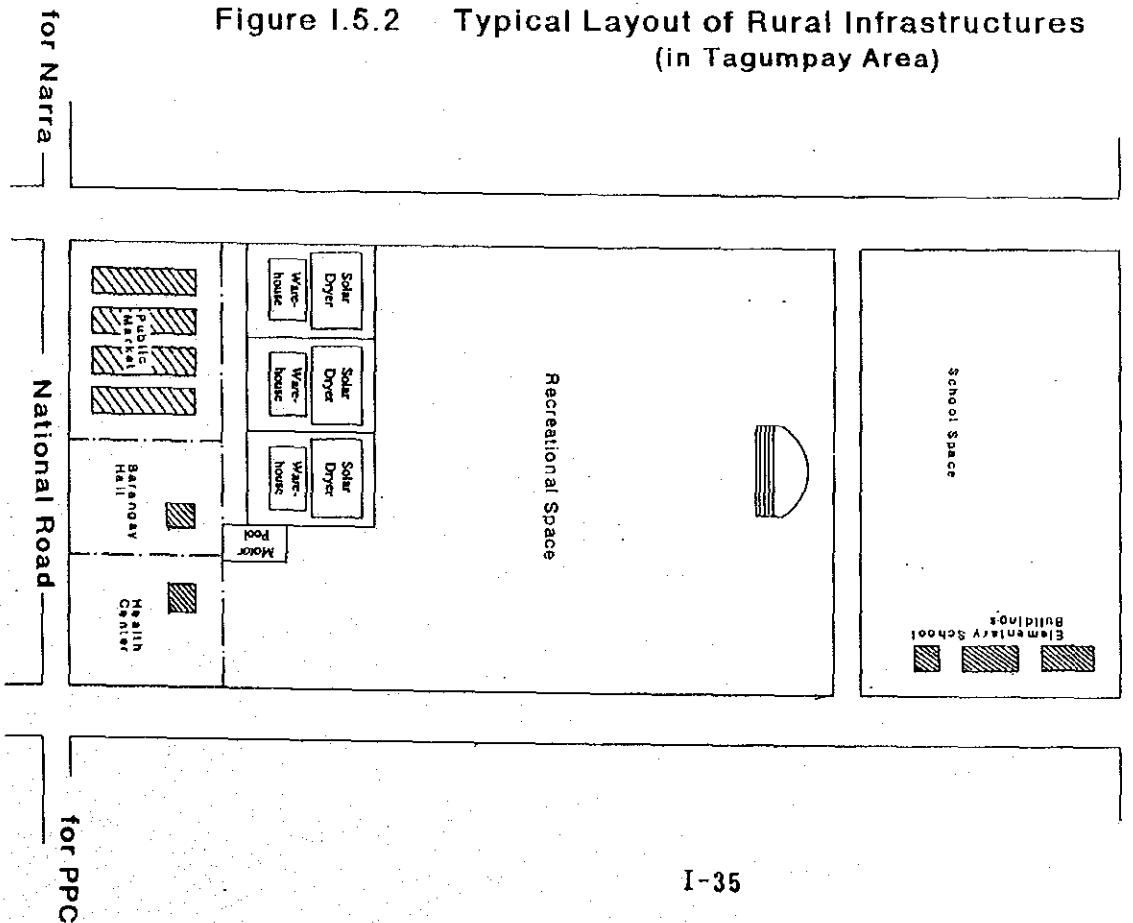 Figure I.5.2 Typical Layout of Rural Infrastructures
(in Tagumpay Area)
for Narra
National Road
for PPC
Public
Market
Barangay
Hall
Health
Center
Ware-
house
Solar
Dryer
Ware-
house
Solar
Dryer
Ware-
house
Solar
Dryer
Motor
Pool
Recreational Space
School Space
Elementary School
Buildings
I-35